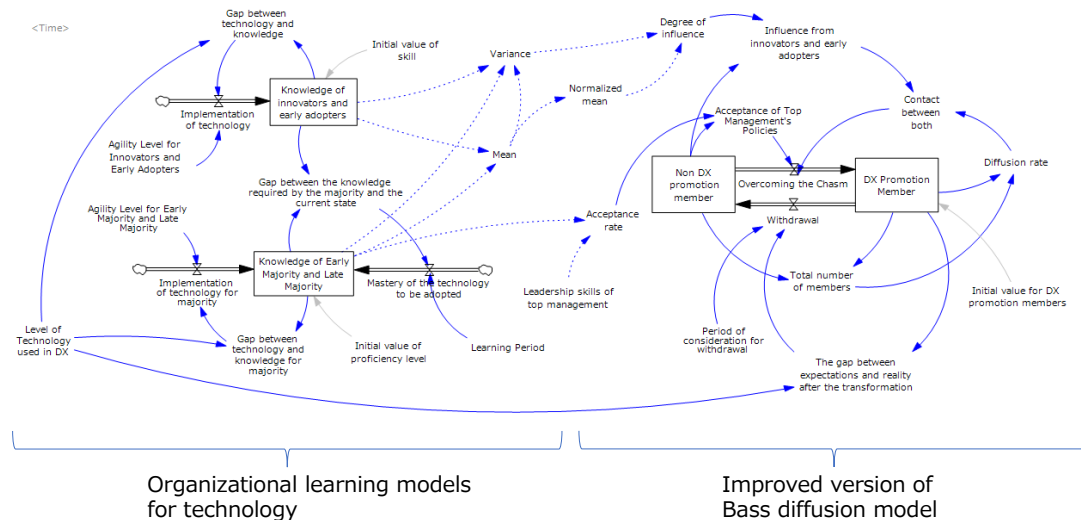 <Time>
Gap between
technology and
knowledge
Initial value of
skill
Knowledge of
innovators and
early adopters
Implementation
of technology
Agility Level for
Innovators and
Early Adopters
Gap between the knowledge
required by the majority and the
current state
Agility Level for Early
Majority and Late
Majority
Knowledge of Early
Majority and Late
Majority
Implementation
of technology for
majority
Mastery of the technology
to be adopted
Level of
Technology
used in DX
Gap between
technology and
knowledge for
majority
Initial value of
proficiency level
Learning Period
Variance
Mean
Normalized
mean
Degree of
influence
Influence from
innovators and early
adopters
Acceptance of Top
Management's
Policies
Contact
between
both
Non DX
promotion
member
Overcoming the Chasm
DX Promotion
Member
Diffusion rate
Withdrawal
Acceptance
rate
Leadership skills of
top management
Total number
of members
Initial value for DX
promotion members
Period of
consideration for
withdrawal
The gap between
expectations and reality
after the transformation
Organizational learning models
for technology
Improved version of
Bass diffusion model